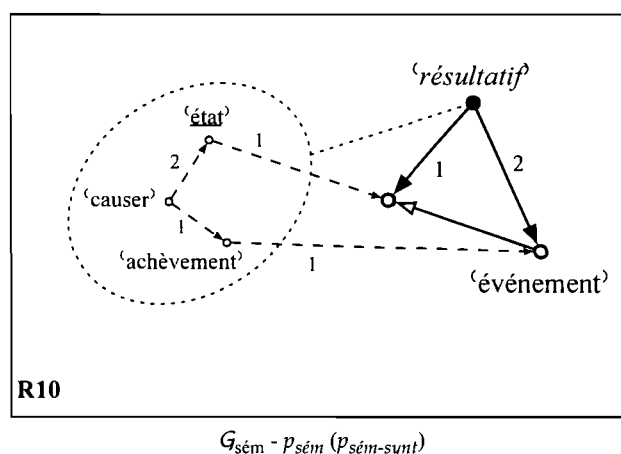 ‘résultatif’
‘état’
1
2
‘causer’
1
‘achèvement’
1
1
2
‘événement’
R10
Gsém - psém (psém-synt)